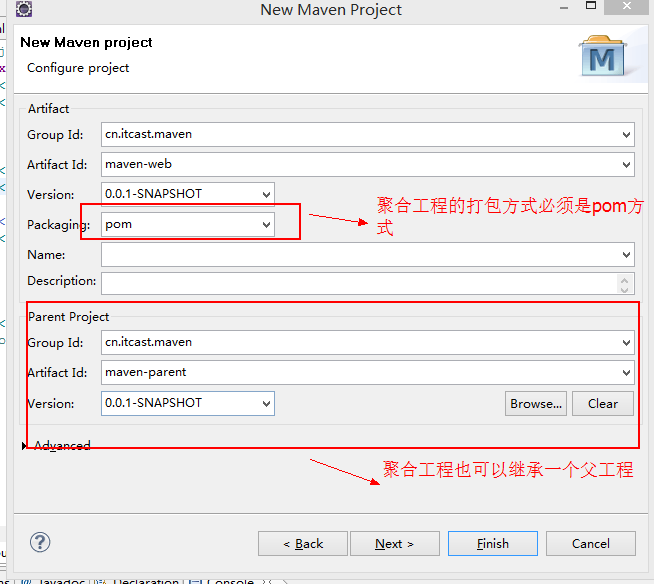 New Maven Project
New Maven project
Configure project
M
Artifact
Group Id: cn.itcast.maven
Artifact Id: maven-web
Version: 0.0.1-SNAPSHOT
Packaging: pom
聚合工程的打包方式必须是pom方
式
Name:
Description:
Parent Project
Group Id: cn.itcast.maven
Artifact Id: maven-parent
Version: 0.0.1-SNAPSHOT Browse... Clear
Advanced
聚合工程也可以继承一个父工程
? < Back Next > Finish Cancel